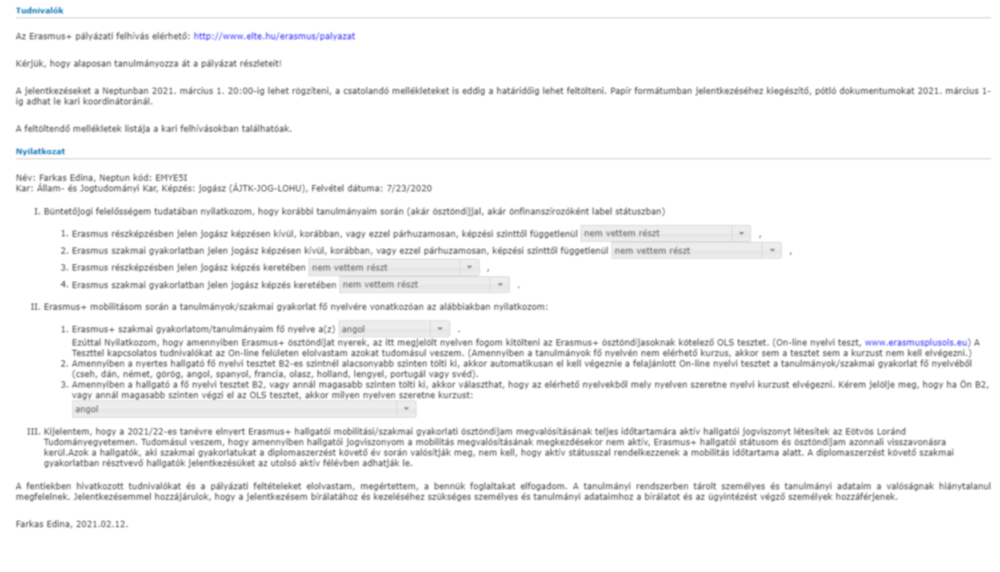 Tudnivalók
Az Erasmus+ pályázati felhívás elérhető: http://www.elte.hu/erasmus/palyazat
Kérjük, hogy alaposan tanulmányozza át a pályázat részleteit!
A jelentkezéseket a Neptunban 2021. március 1. 20:00-ig lehet rögzíteni, a csatolandó mellékleteket is eddig a határidőig lehet feltölteni. Papír formátumban jelentkezéséhez kiegészítő, pótló dokumentumokat 2021. március 1-
ig adhat le kari koordinátoránál.
A feltöltendő mellékletek listája a kari felhívásokban találhatóak.
Nyilatkozat
Név: Farkas Edina, Neptun kód: EMYE5I
Kar: Állam- és Jogtudományi Kar, Képzés: jogász (ÁJTK-JOG-LOHU), Felvétel dátuma: 7/23/2020
I. Büntetőjogi felelősségem tudatában nyilatkozom, hogy korábbi tanulmányaim során (akár ösztöndíjjal, akár önfinanszírozóként label státuszban)
1. Erasmus részképzésben jelen jogász képzésen kívül, korábban, vagy ezzel párhuzamosan, képzési szinttől függetlenül nem vettem részt ,
2. Erasmus szakmai gyakorlatban jelen jogász képzésen kívül, korábban, vagy ezzel párhuzamosan, képzési szinttől függetlenül nem vettem részt ,
3. Erasmus részképzésben jelen jogász képzés keretében nem vettem részt ,
4. Erasmus szakmai gyakorlatban jelen jogász képzés keretében nem vettem részt .
II. Erasmus+ mobilitásom során a tanulmányok/szakmai gyakorlat fő nyelvére vonatkozóan az alábbiakban nyilatkozom:
1. Erasmus+ szakmai gyakorlatom/tanulmányaim fő nyelve a(z) angol .
Ezúttal Nyilatkozom, hogy amennyiben Erasmus+ ösztöndíjat nyerek, az itt megjelölt nyelven fogom kitölteni az Erasmus+ ösztöndíjasoknak kötelező OLS tesztet. (On-line nyelvi teszt, www.erasmusplusols.eu) A
Teszttel kapcsolatos tudnivalókat az On-line felületen elolvastam azokat tudomásul veszem. (Amennyiben a tanulmányok fő nyelvén nem elérhető kurzus, akkor sem a tesztet sem a kurzust nem kell elvégezni.)
2. Amennyiben a nyertes hallgató fő nyelvi tesztet B2-es szintnél alacsonyabb szinten tölti ki, akkor automatikusan el kell végeznie a felajánlott On-line nyelvi tesztet a tanulmányok/szakmai gyakorlat fő nyelvéből
(cseh, dán, német, görög, angol, spanyol, francia, olasz, holland, lengyel, portugál vagy svéd).
3. Amennyiben a hallgató a fő nyelvi tesztet B2, vagy annál magasabb szinten tölti ki, akkor választhat, hogy az elérhető nyelvekből mely nyelven szeretne nyelvi kurzust elvégezni. Kérem jelölje meg, hogy ha Ön B2,
vagy annál magasabb szinten végzi el az OLS tesztet, akkor milyen nyelven szeretne kurzust:
angol
III. Kijelentem, hogy a 2021/22-es tanévre elnyert Erasmus+ hallgatói mobilitási/szakmai gyakorlati ösztöndíjam megvalósításának teljes időtartamára aktív hallgatói jogviszonyt létesítek az Eötvös Loránd
Tudományegyetemen. Tudomásul veszem, hogy amennyiben hallgatói jogviszonyom a mobilitás megvalósításának megkezdésekor nem aktív, Erasmus+ hallgatói státusom és ösztöndíjam azonnali visszavonásra
kerül.Azok a hallgatók, aki szakmai gyakorlatukat a diplomaszerzést követő év során valósítják meg, nem kell, hogy aktív státusszal rendelkezzenek a mobilitás időtartama alatt. A diplomaszerzést követő szakmai
gyakorlatban résztvevő hallgatók jelentkezésüket az utolsó aktív félévben adhatják le.
A fentiekben hivatkozott tudnivalókat és a pályázati feltételeket elolvastam, megértettem, a bennük foglaltakat elfogadom. A tanulmányi rendszerben tárolt személyes és tanulmányi adataim a valóságnak hiánytalanul
megfelelnek. Jelentkezésemmel hozzájárulok, hogy a jelentkezésem bírálatához és kezeléséhez szükséges személyes és tanulmányi adataimhoz a bírálatot és az ügyintézést végző személyek hozzáférjenek.
Farkas Edina, 2021.02.12.